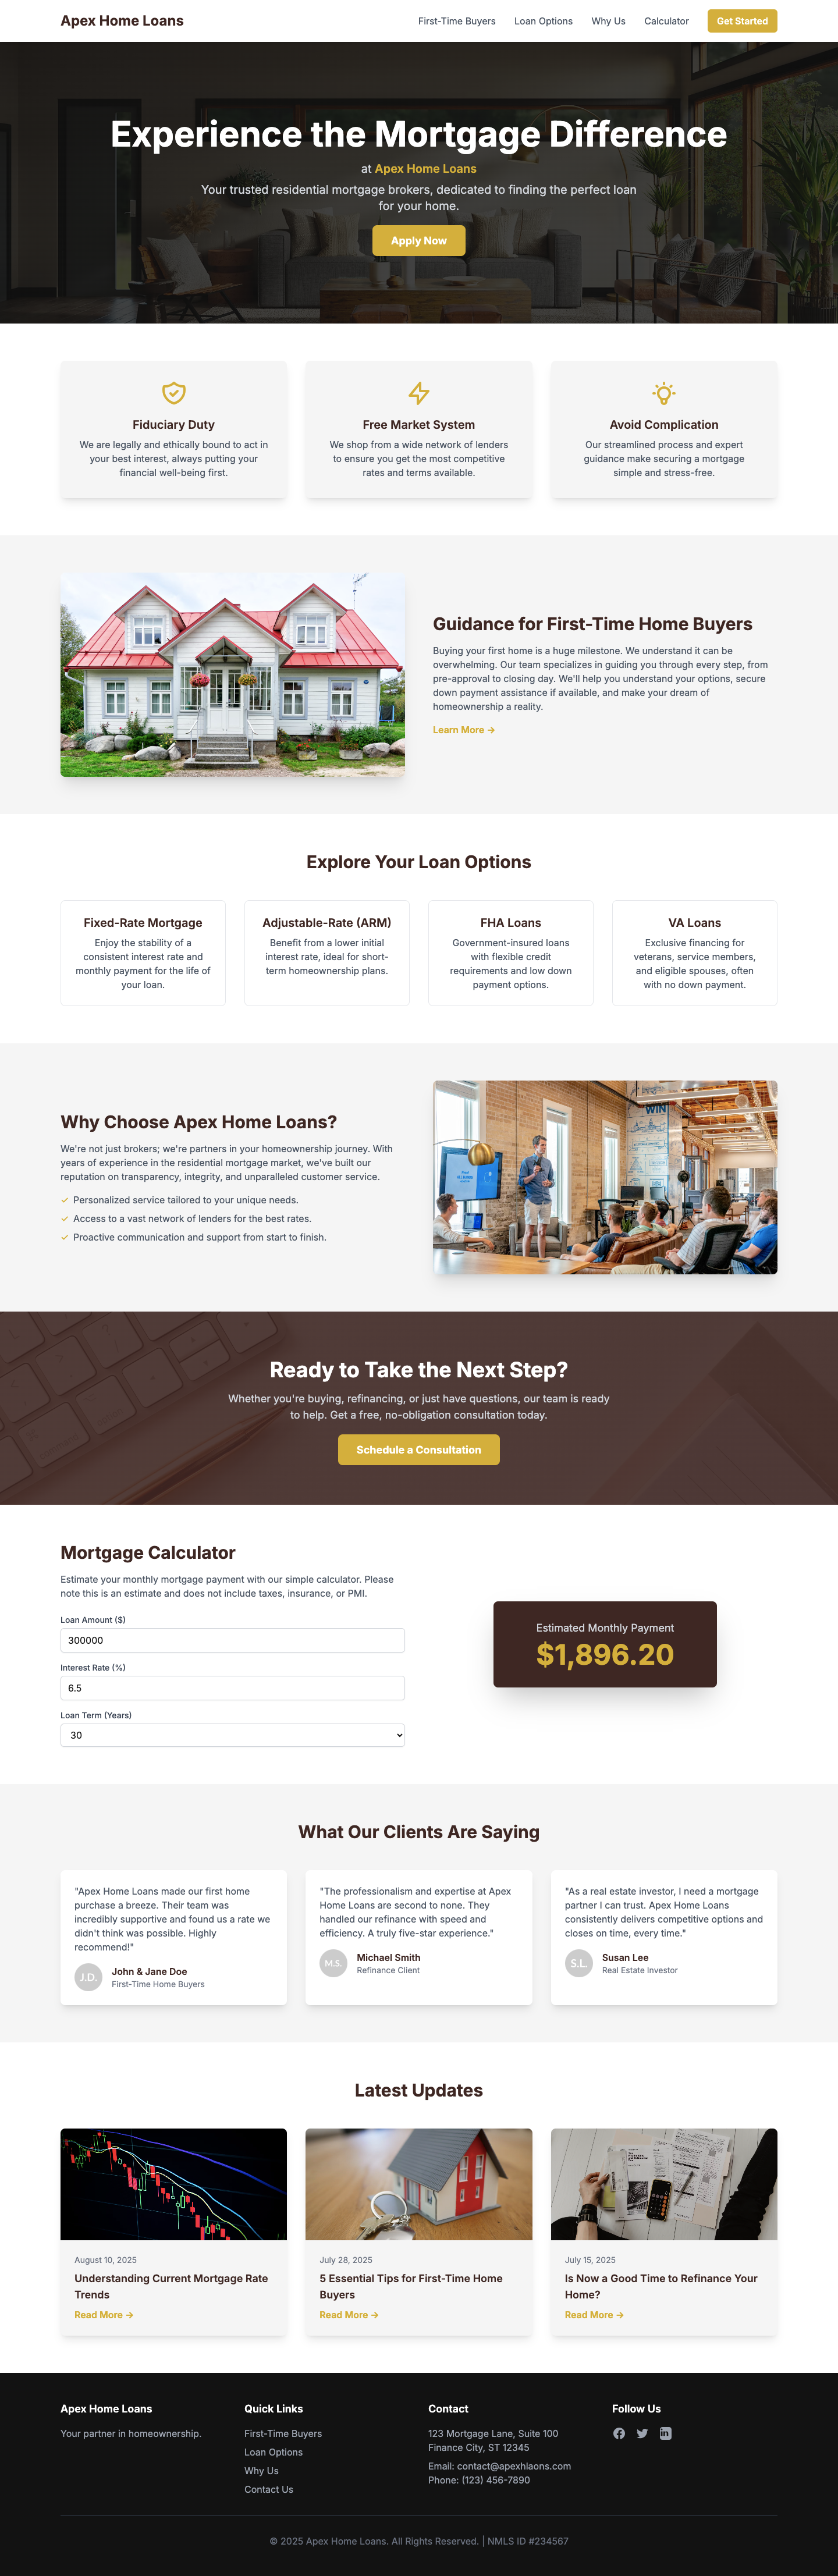 Apex Home Loans
First-Time Buyers
Loan Options
Why Us
Calculator
Get Started
Experience the Mortgage Difference
at Apex Home Loans
Your trusted residential mortgage brokers, dedicated to finding the perfect loan
for your home.
Apply Now
Fiduciary Duty
We are legally and ethically bound to act in
your best interest, always putting your
financial well-being first.
Free Market System
We shop from a wide network of lenders
to ensure you get the most competitive
rates and terms available.
Avoid Complication
Our streamlined process and expert
guidance make securing a mortgage
simple and stress-free.
Guidance for First-Time Home Buyers
Buying your first home is a huge milestone. We understand it can be
overwhelming. Our team specializes in guiding you through every step, from
pre-approval to closing day. We'll help you understand your options, secure
down payment assistance if available, and make your dream of
homeownership a reality.
Learn More →
Explore Your Loan Options
Fixed-Rate Mortgage
Enjoy the stability of a
consistent interest rate and
monthly payment for the life of
your loan.
Adjustable-Rate (ARM)
Benefit from a lower initial
interest rate, ideal for short-
term homeownership plans.
FHA Loans
Government-insured loans
with flexible credit
requirements and low down
payment options.
VA Loans
Exclusive financing for
veterans, service members,
and eligible spouses, often
with no down payment.
Why Choose Apex Home Loans?
We're not just brokers; we're partners in your homeownership journey. With
years of experience in the residential mortgage market, we've built our
reputation on transparency, integrity, and unparalleled customer service.
✓ Personalized service tailored to your unique needs.
✓ Access to a vast network of lenders for the best rates.
✓ Proactive communication and support from start to finish.
WIN
Ready to Take the Next Step?
Whether you're buying, refinancing, or just have questions, our team is ready
to help. Get a free, no-obligation consultation today.
Schedule a Consultation
Mortgage Calculator
Estimate your monthly mortgage payment with our simple calculator. Please
note this is an estimate and does not include taxes, insurance, or PMI.
Loan Amount ($)
300000
Interest Rate (%)
6.5
Loan Term (Years)
30
Estimated Monthly Payment
$1,896.20
What Our Clients Are Saying
"Apex Home Loans made our first home
purchase a breeze. Their team was
incredibly supportive and found us a rate we
didn't think was possible. Highly
recommend!"
J.D.
John & Jane Doe
First-Time Home Buyers
"The professionalism and expertise at Apex
Home Loans are second to none. They
handled our refinance with speed and
efficiency. A truly five-star experience."
M.S.
Michael Smith
Refinance Client
"As a real estate investor, I need a mortgage
partner I can trust. Apex Home Loans
consistently delivers competitive options and
closes on time, every time."
S.L.
Susan Lee
Real Estate Investor
Latest Updates
August 10, 2025
Understanding Current Mortgage Rate
Trends
Read More →
July 28, 2025
5 Essential Tips for First-Time Home
Buyers
Read More →
July 15, 2025
Is Now a Good Time to Refinance Your
Home?
Read More →
Apex Home Loans
Your partner in homeownership.
Quick Links
First-Time Buyers
Loan Options
Why Us
Contact Us
Contact
123 Mortgage Lane, Suite 100
Finance City, ST 12345
Email: contact@apexhlaons.com
Phone: (123) 456-7890
Follow Us
© 2025 Apex Home Loans. All Rights Reserved. | NMLS ID #234567